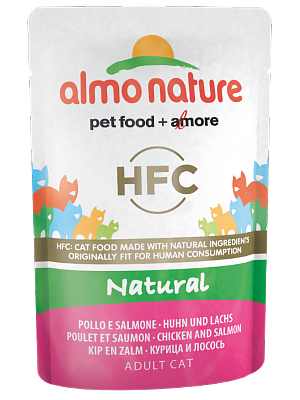 almo nature
pet food + almore
HFC
HFC: CAT FOOD MADE WITH NATURAL INGREDIENTS
ORIGINALLY FIT FOR HUMAN CONSUMPTION
Natural
POLLO E SALMONE - HUHN UND LACHS
POULET ET SAUMON - CHICKEN AND SALMON
KIP EN ZALM - КУРИЦА И ЛОСОСЬ
ADULT CAT